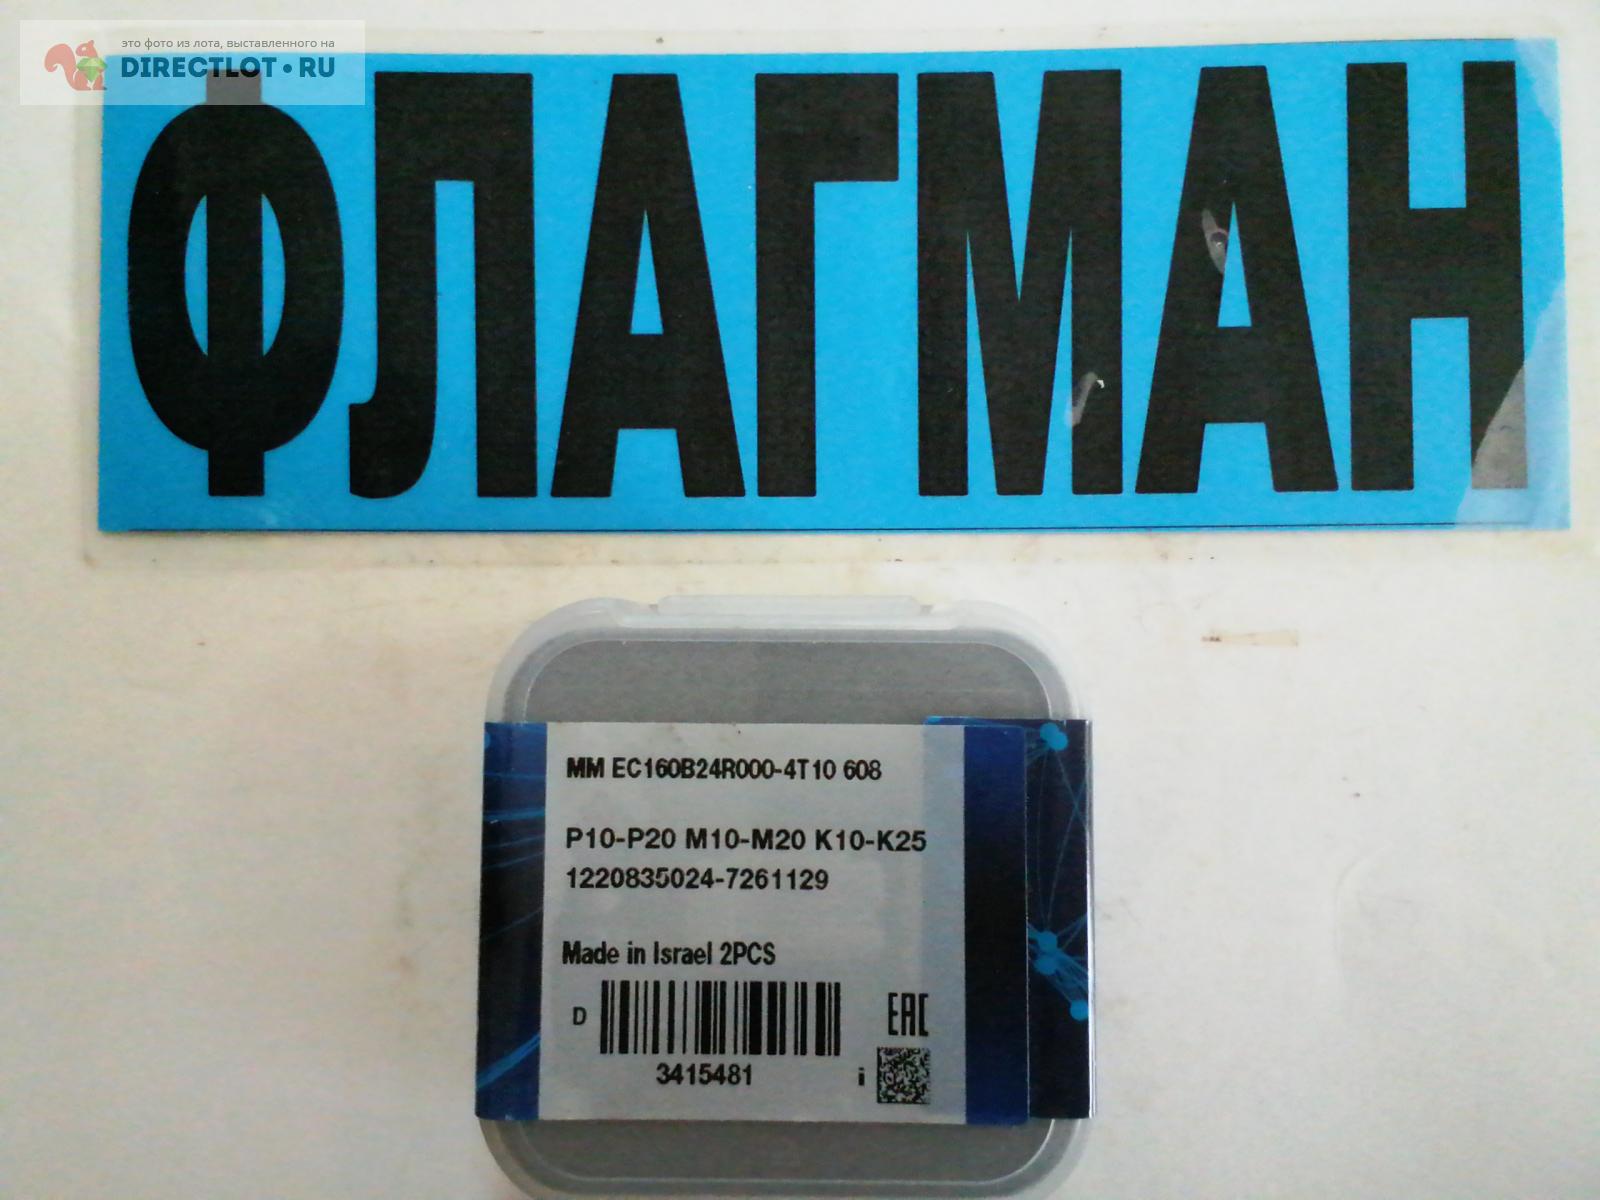 это фото из лота, выставленного на
DIRECTLOT.RU
ФЛАГМАН
MM EC160B24R000-4T10 608
P10-P20 M10-M20 K10-K25
1220835024-7261129
Made in Israel 2PCS
D
EAC
3415481
i